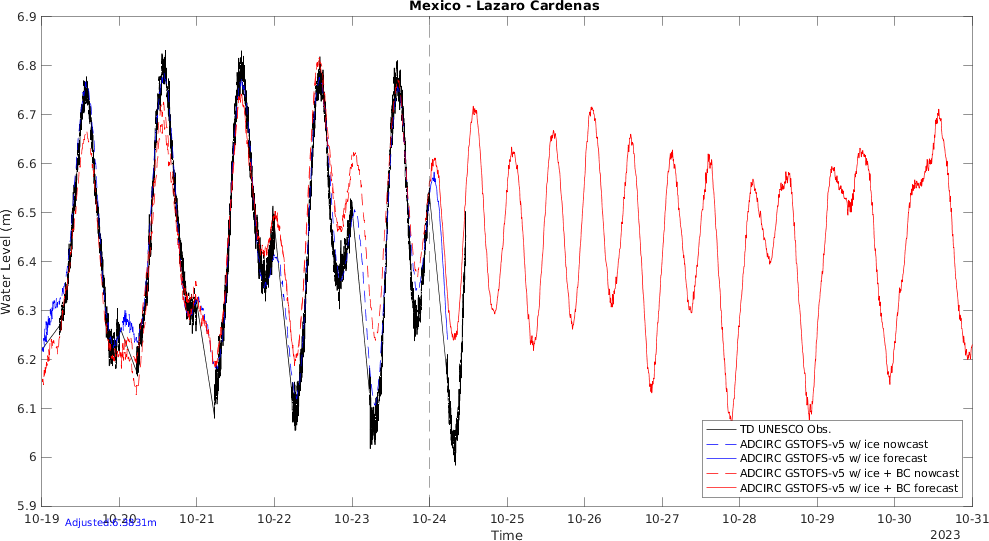 Mexico - Lazaro Cardenas
6.9
6.8
6.7
6.6
6.5
6.4
6.3
6.2
6.1
6
5.9
Water Level (m)
TD UNESCO Obs.
ADCIRC GSTOFS-v5 w/ ice nowcast
ADCIRC GSTOFS-v5 w/ ice forecast
ADCIRC GSTOFS-v5 w/ ice + BC nowcast
ADCIRC GSTOFS-v5 w/ ice + BC forecast
10-19 10-20 10-21 10-22 10-23 10-24 10-25 10-26 10-27 10-28 10-29 10-30 10-31
Adjusted:6.3831m
Time
2023